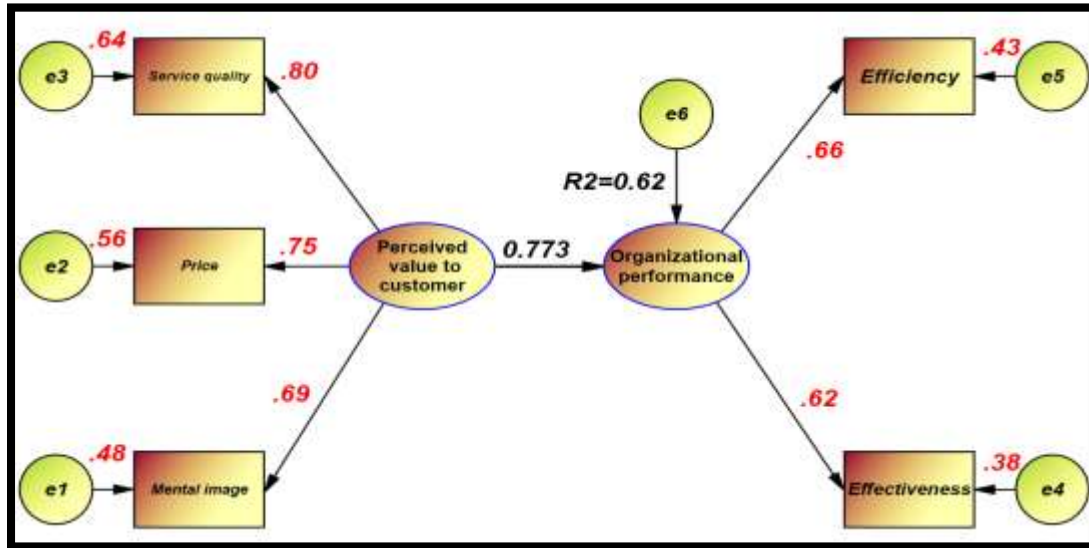 .64
e3
Service quality
.80
.43
Efficiency
e5
e6
.66
R2=0.62
.56
e2
Price
.75
Perceived
value to
customer
0.773
Organizational
performance
.69
.62
.48
e1
Mental image
.38
Effectiveness
e4